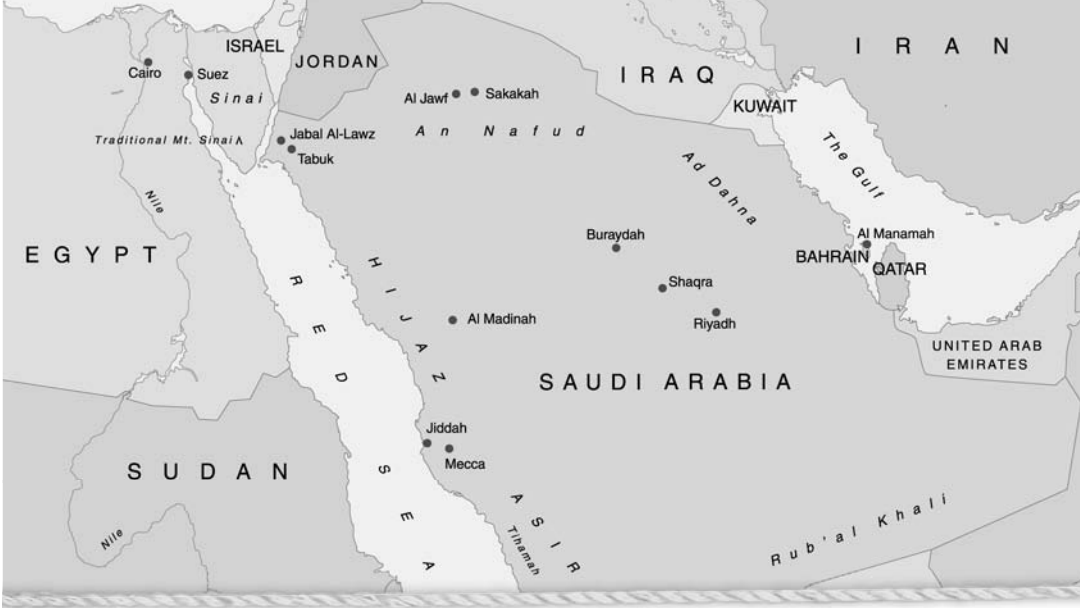 ISRAEL
JORDAN
IRAQ
IRAN
Cairo
Suez
Sinai
Al Jawf
Sakakah
KUWAIT
An Nafud
Traditional Mt. Sinai
Jabal Al-Lawz
Tabuk
The Gulf
Ad Dahna
Nile
Buraydah
Al Manamah
EGYPT
BAHRAIN
QATAR
HIJAZ
Shaqra
RED SEA
Al Madinah
Riyadh
UNITED ARAB
EMIRATES
SAUDI ARABIA
Jiddah
Mecca
SUDAN
ASIR
Tihamah
Rub'al Khali
Nile